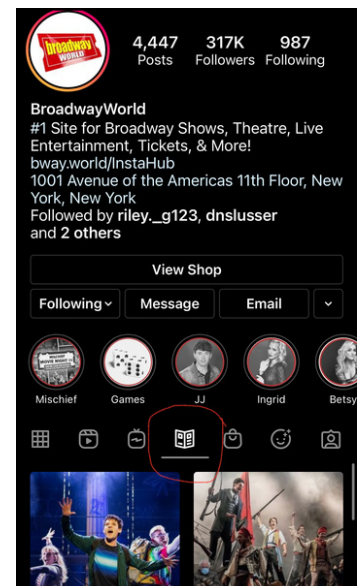 broadway
WORLD
4,447 317K 987
Posts Followers Following
BroadwayWorld
#1 Site for Broadway Shows, Theatre, Live
Entertainment, Tickets, & More!
bway.world/InstaHub
1001 Avenue of the Americas 11th Floor, New
York, New York
Followed by riley._g123, dnslusser
and 2 others
View Shop
Following Message Email
Mischief Games JJ Ingrid Betsy